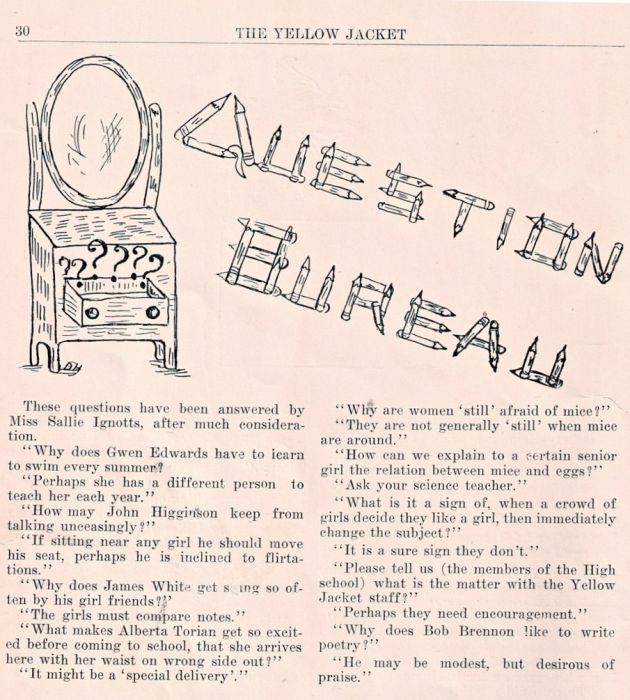 30
THE YELLOW JACKET
QUESTION
BUREAU
? ? ? ? ?
These questions have been answered by
Miss Sallie Ignotts, after much considera-
tion.
"Why does Gwen Edwards have to learn
to swim every summer?
"Perhaps she has a different person to
teach her each year."
"How may John Higginson keep from
talking unceasingly?"
"If sitting near any girl he should move
his seat, perhaps he is inclined to flirta-
tions."
"Why does James White get s ung so of-
ten by his girl friends?"
"The girls must compare notes."
"What makes Alberta Torian get so excit-
ed before coming to school, that she arrives
here with her waist on wrong side out?"
"It might be a 'special delivery'."
"Why are women 'still' afraid of mice?"
"They are not generally 'still' when mice
are around."
"How can we explain to a certain senior
girl the relation between mice and eggs?"
"Ask your science teacher."
"What is it a sign of, when a crowd of
girls decide they like a girl, then immediately
change the subject?"
"It is a sure sign they don't."
"Please tell us (the members of the High
school) what is the matter with the Yellow
Jacket staff?"
"Perhaps they need encouragement."
"Why does Bob Brennon like to write
poetry?"
"He may be modest, but desirous of
praise."